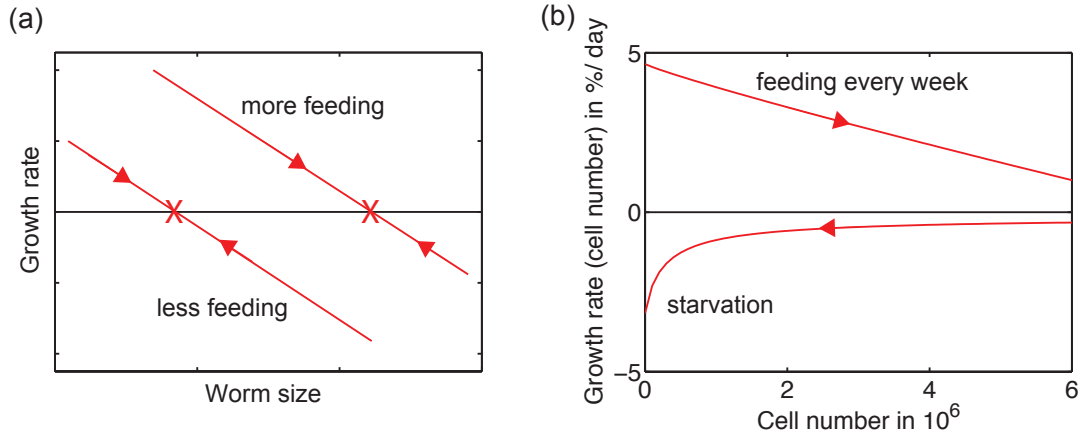 (a)
more feeding
less feeding
Growth rate
Worm size
(b)
Growth rate (cell number) in %/ day
5
0
−5
feeding every week
starvation
0
2
4
6
Cell number in 10^6